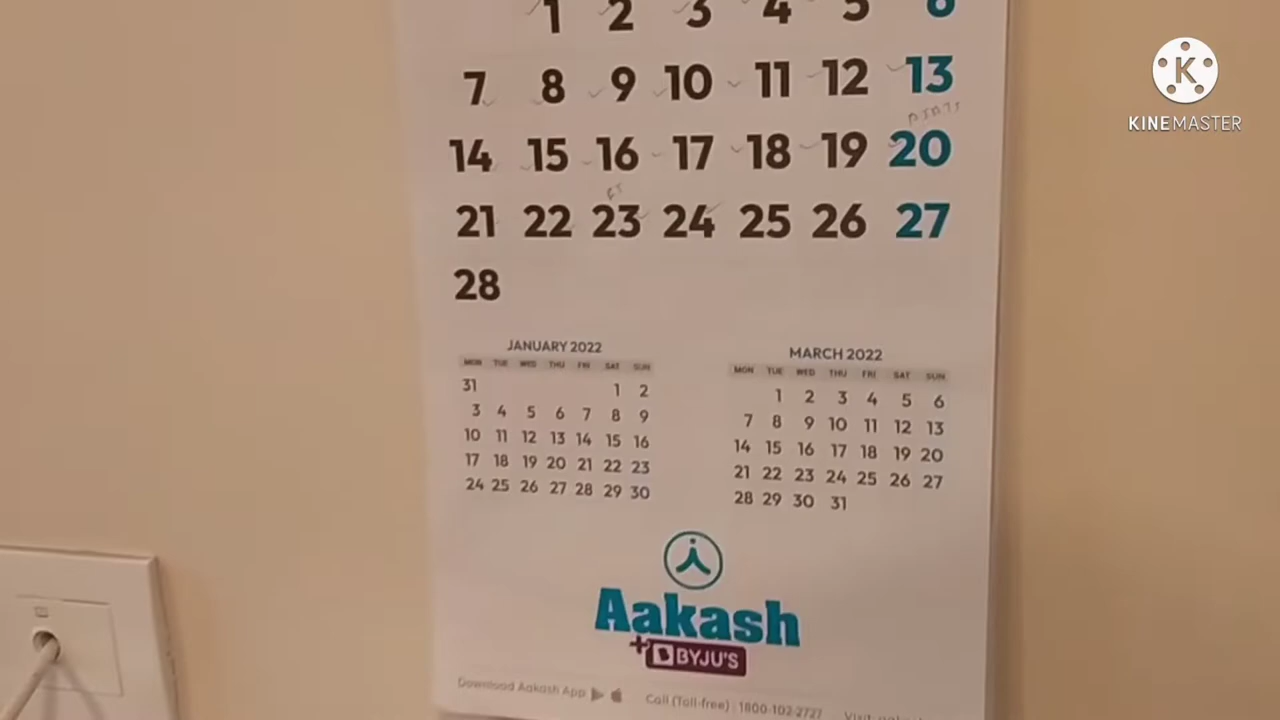 1 2 3 4 5 6
7 8 9 10 11 12 13
14 15 16 17 18 19 20
21 22 23 24 25 26 27
28
JANUARY 2022
MON TUE WED THU FRI SAT SUN
31 1 2
3 4 5 6 7 8 9
10 11 12 13 14 15 16
17 18 19 20 21 22 23
24 25 26 27 28 29 30
MARCH 2022
MON TUE WED THU FRI SAT SUN
1 2 3 4 5 6
7 8 9 10 11 12 13
14 15 16 17 18 19 20
21 22 23 24 25 26 27
28 29 30 31
Aakash
+ BYJU'S
Download Aakash App Call (Toll-free) : 1800-102-2727 Visit:
K
KINEMASTER